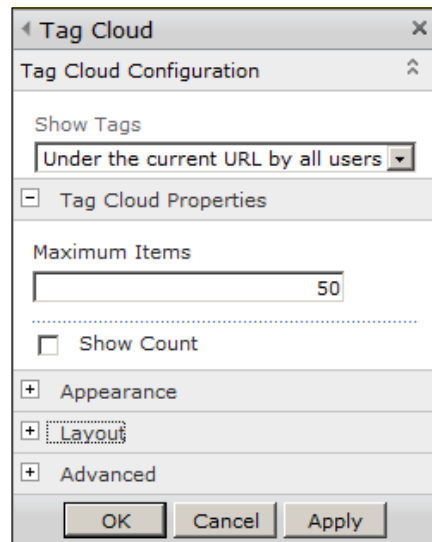 Tag Cloud
Tag Cloud Configuration
Show Tags
Under the current URL by all users
Tag Cloud Properties
Maximum Items
50
Show Count
Appearance
Layout
Advanced
OK Cancel Apply